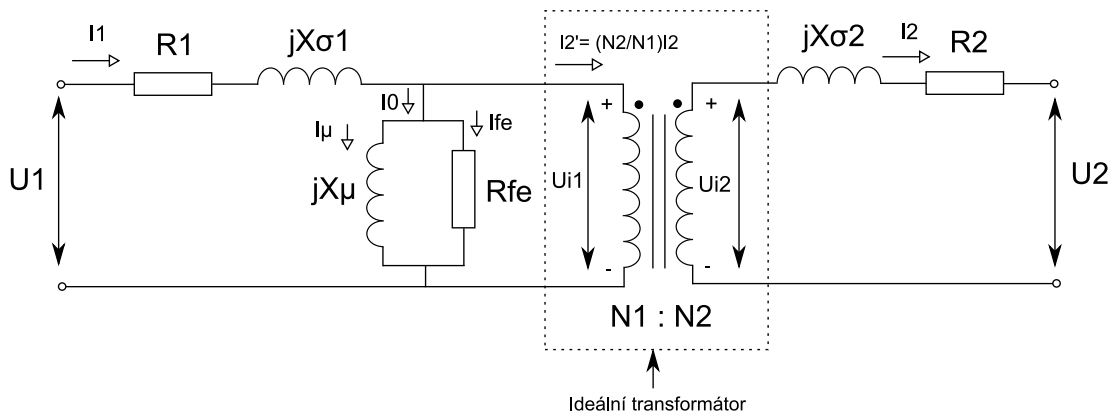 I1
R1
jXσ1
I2'= (N2/N1)I2
jXσ2
I2
R2
I0
Iμ
Ife
U1
jXμ
Rfe
+
Ui1
-
+
Ui2
-
U2
N1 : N2
Ideální transformátor